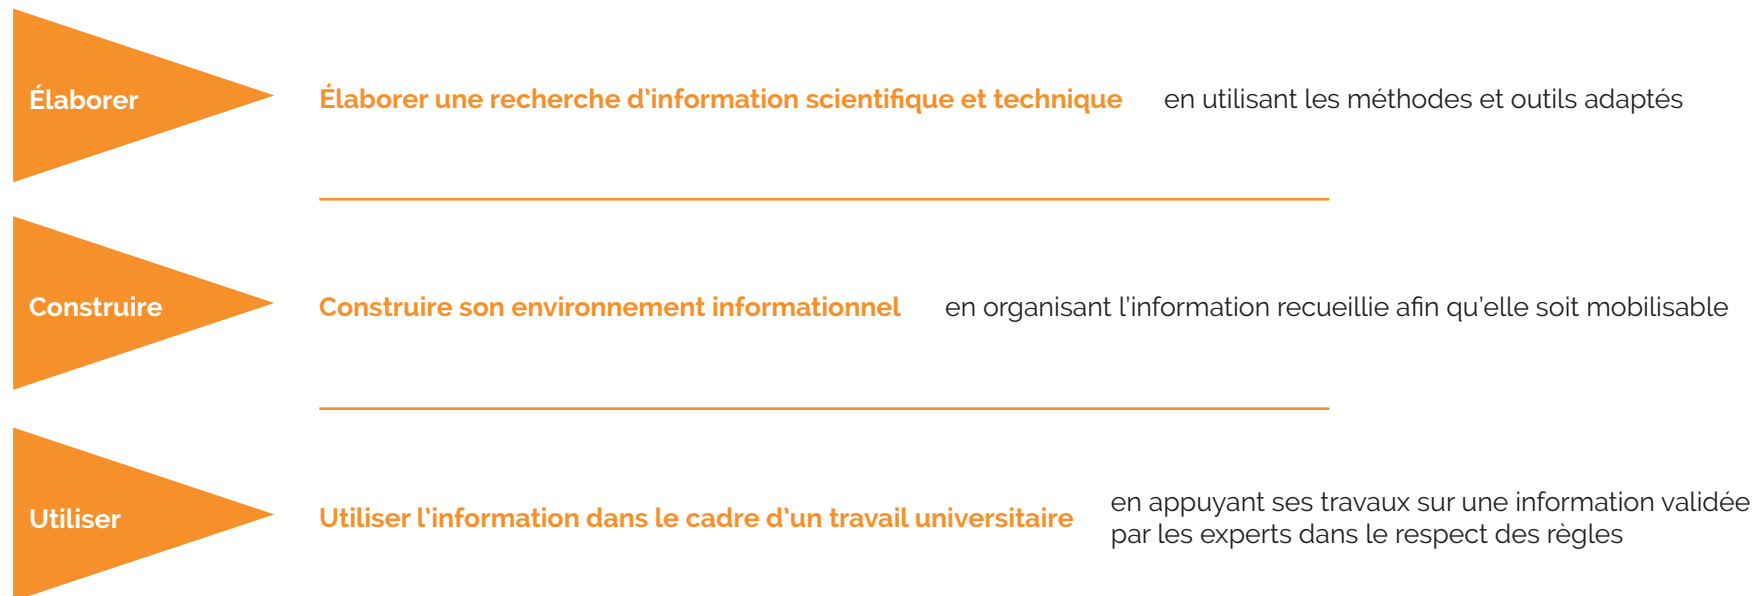 Élaborer
Élaborer une recherche d’information scientifique et technique en utilisant les méthodes et outils adaptés
Construire
Construire son environnement informationnel en organisant l’information recueillie afin qu’elle soit mobilisable
Utiliser
Utiliser l’information dans le cadre d’un travail universitaire
en appuyant ses travaux sur une information validée
par les experts dans le respect des règles